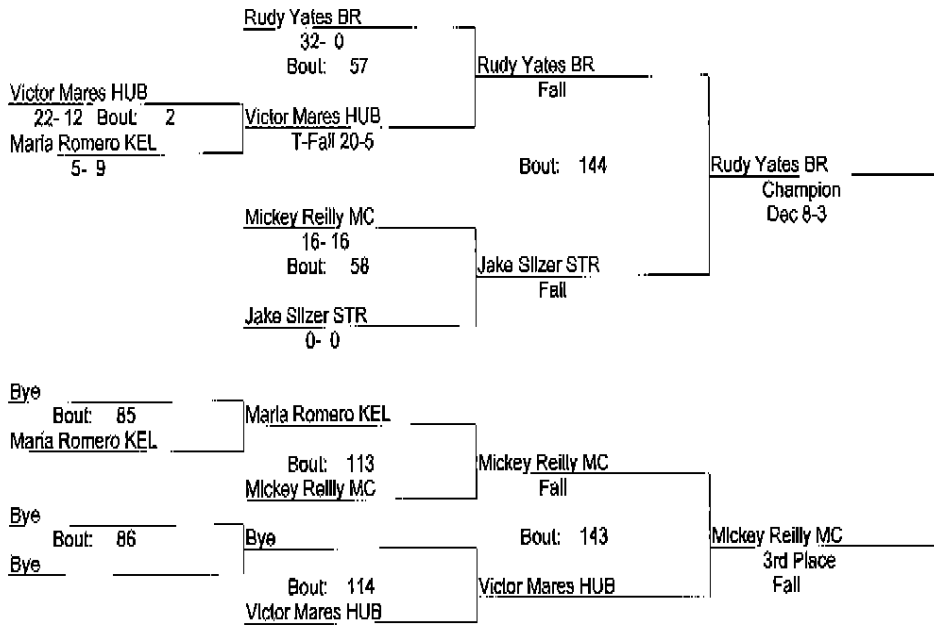 Rudy Yates BR
32- 0
Bout: 57
Rudy Yates BR
Fall
Victor Mares HUB
22- 12 Bout: 2
Victor Mares HUB
T-Fall 20-5
Maria Romero KEL
5- 9
Bout: 144
Rudy Yates BR
Champion
Dec 8-3
Mickey Reilly MC
16- 16
Bout: 58
Jake Slizer STR
Fall
Jake Slizer STR
0- 0
Bye
Bout: 85
Maria Romero KEL
Maria Romero KEL
Bout: 113
Mickey Reilly MC
Fall
Mickey Reilly MC
Bye
Bout: 86
Bye
Bout: 143
Mickey Reilly MC
3rd Place
Fall
Bye
Bout: 114
Victor Mares HUB
Victor Mares HUB